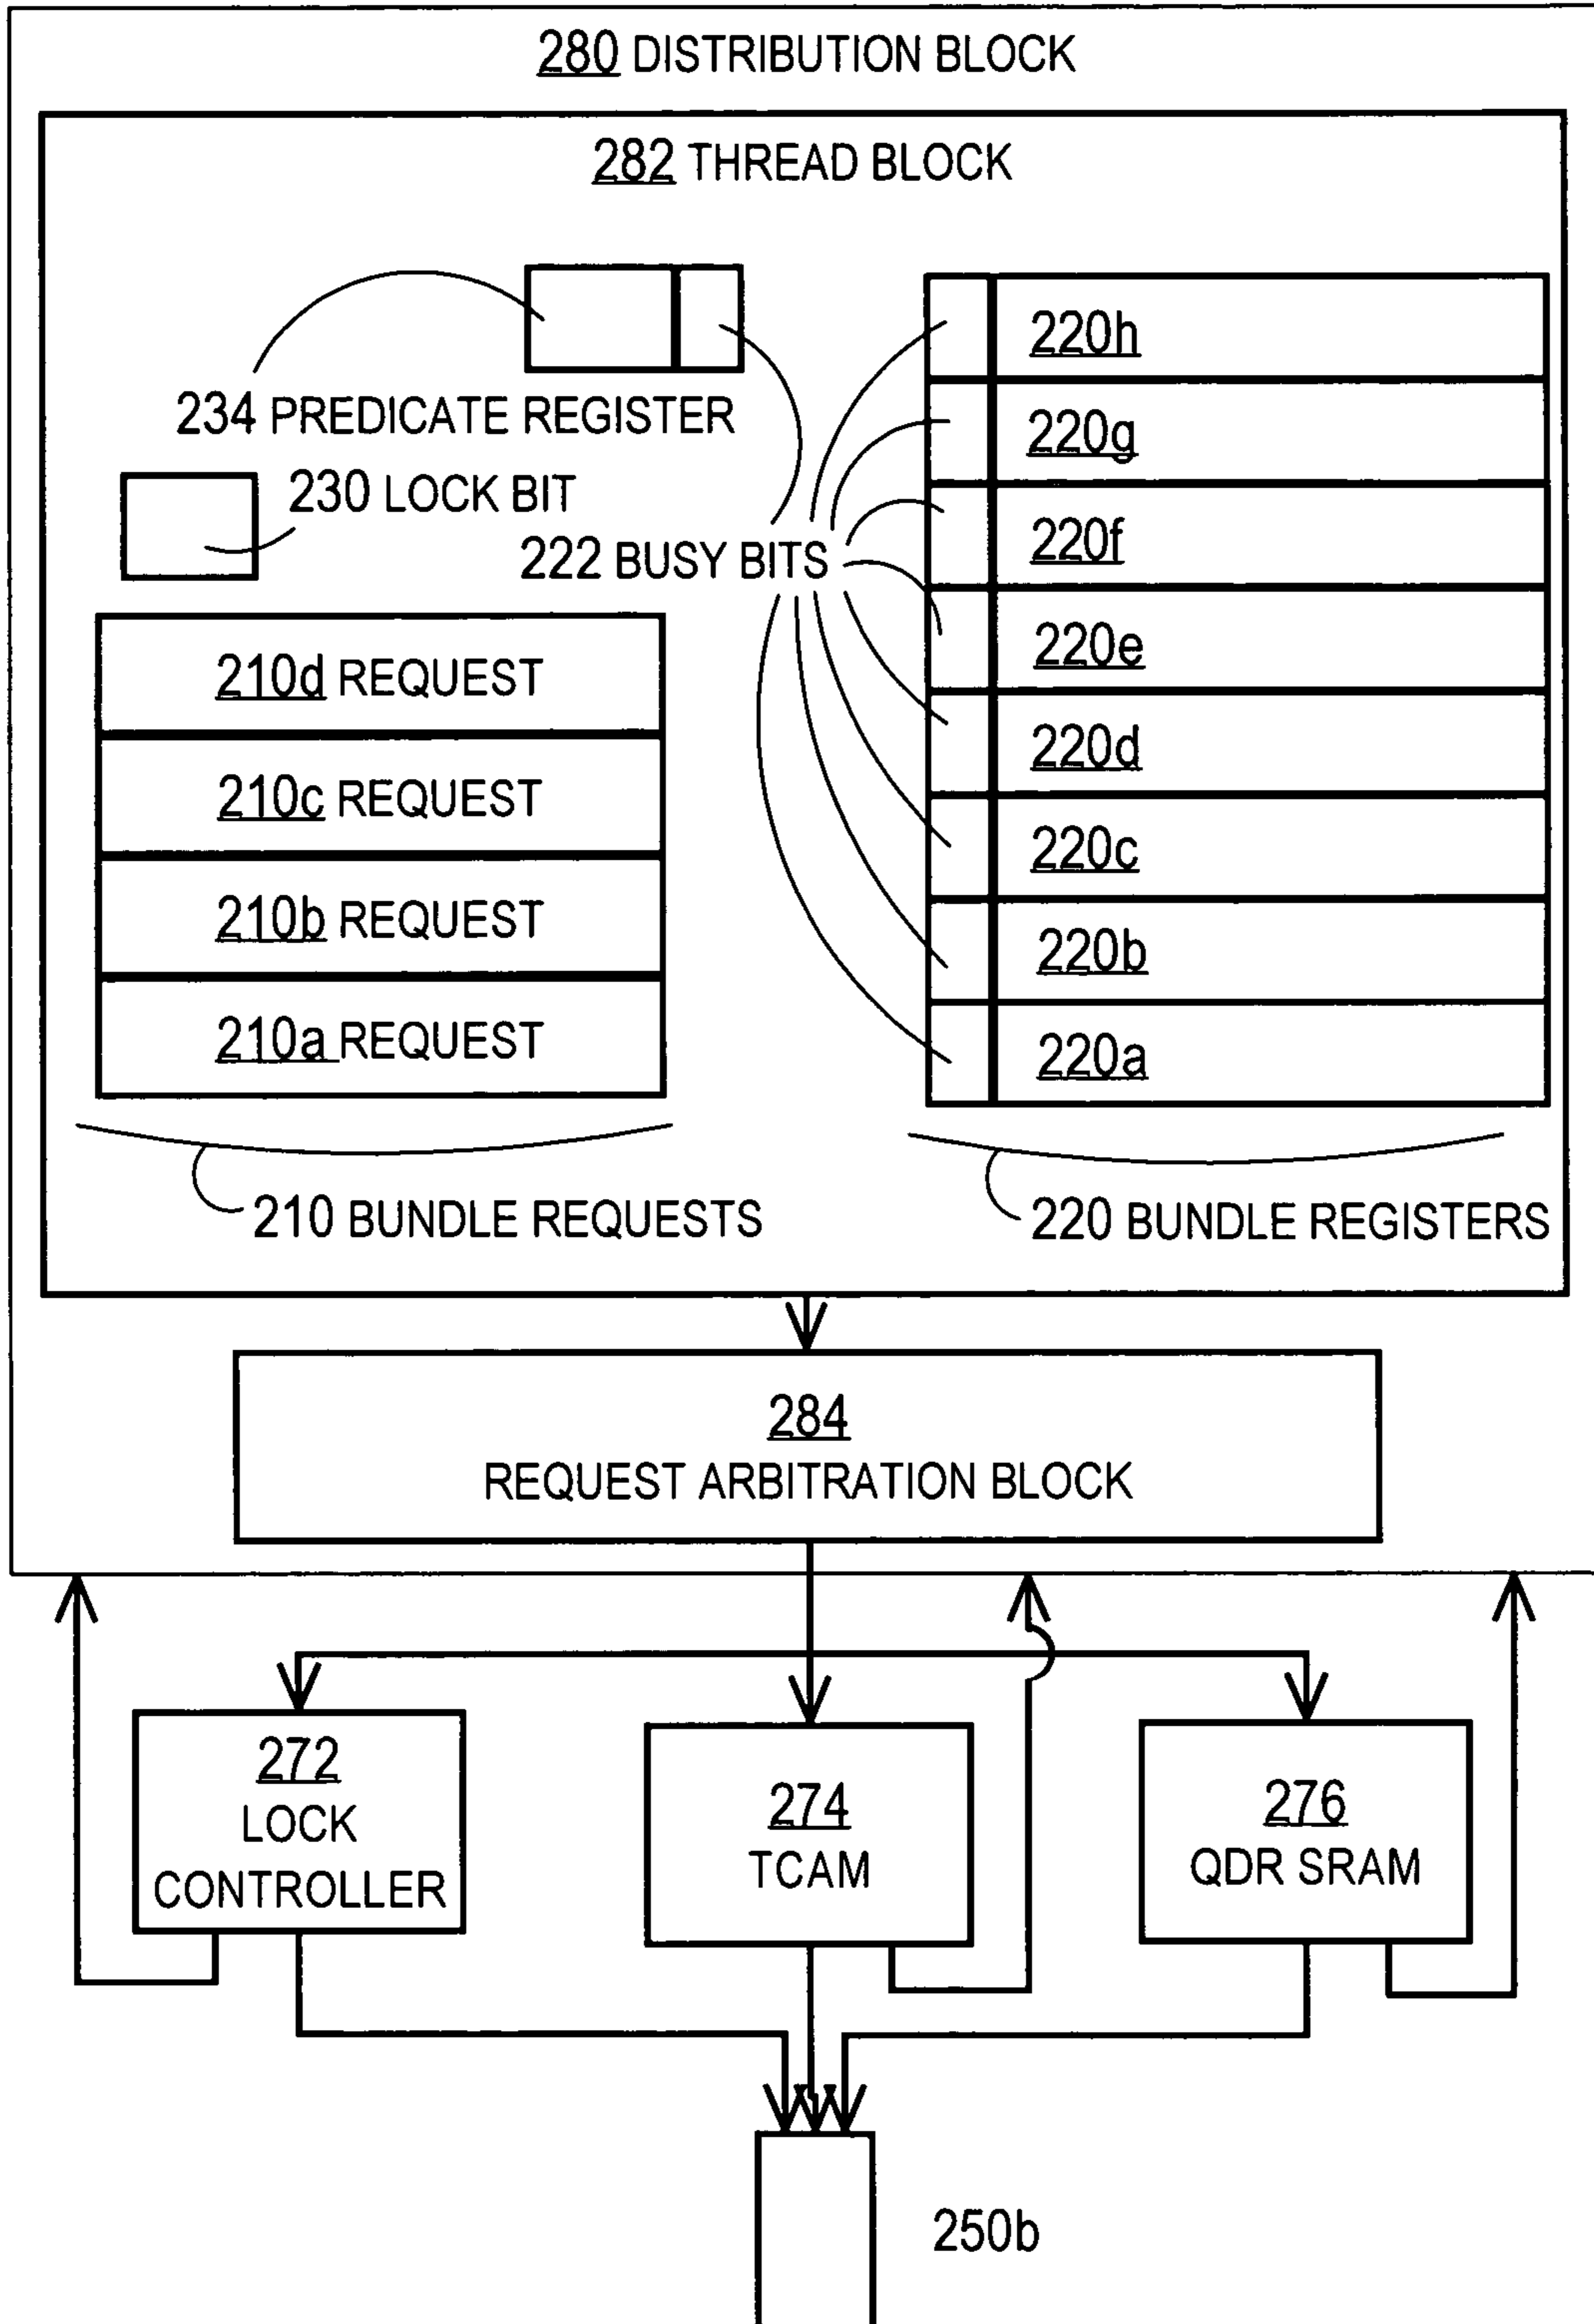 280 DISTRIBUTION BLOCK
282 THREAD BLOCK
234 PREDICATE REGISTER
230 LOCK BIT
222 BUSY BITS
220h
220g
220f
220e
220d
220c
220b
220a
210d REQUEST
210c REQUEST
210b REQUEST
210a REQUEST
210 BUNDLE REQUESTS
220 BUNDLE REGISTERS
284
REQUEST ARBITRATION BLOCK
272
LOCK
CONTROLLER
274
TCAM
276
QDR SRAM
250b